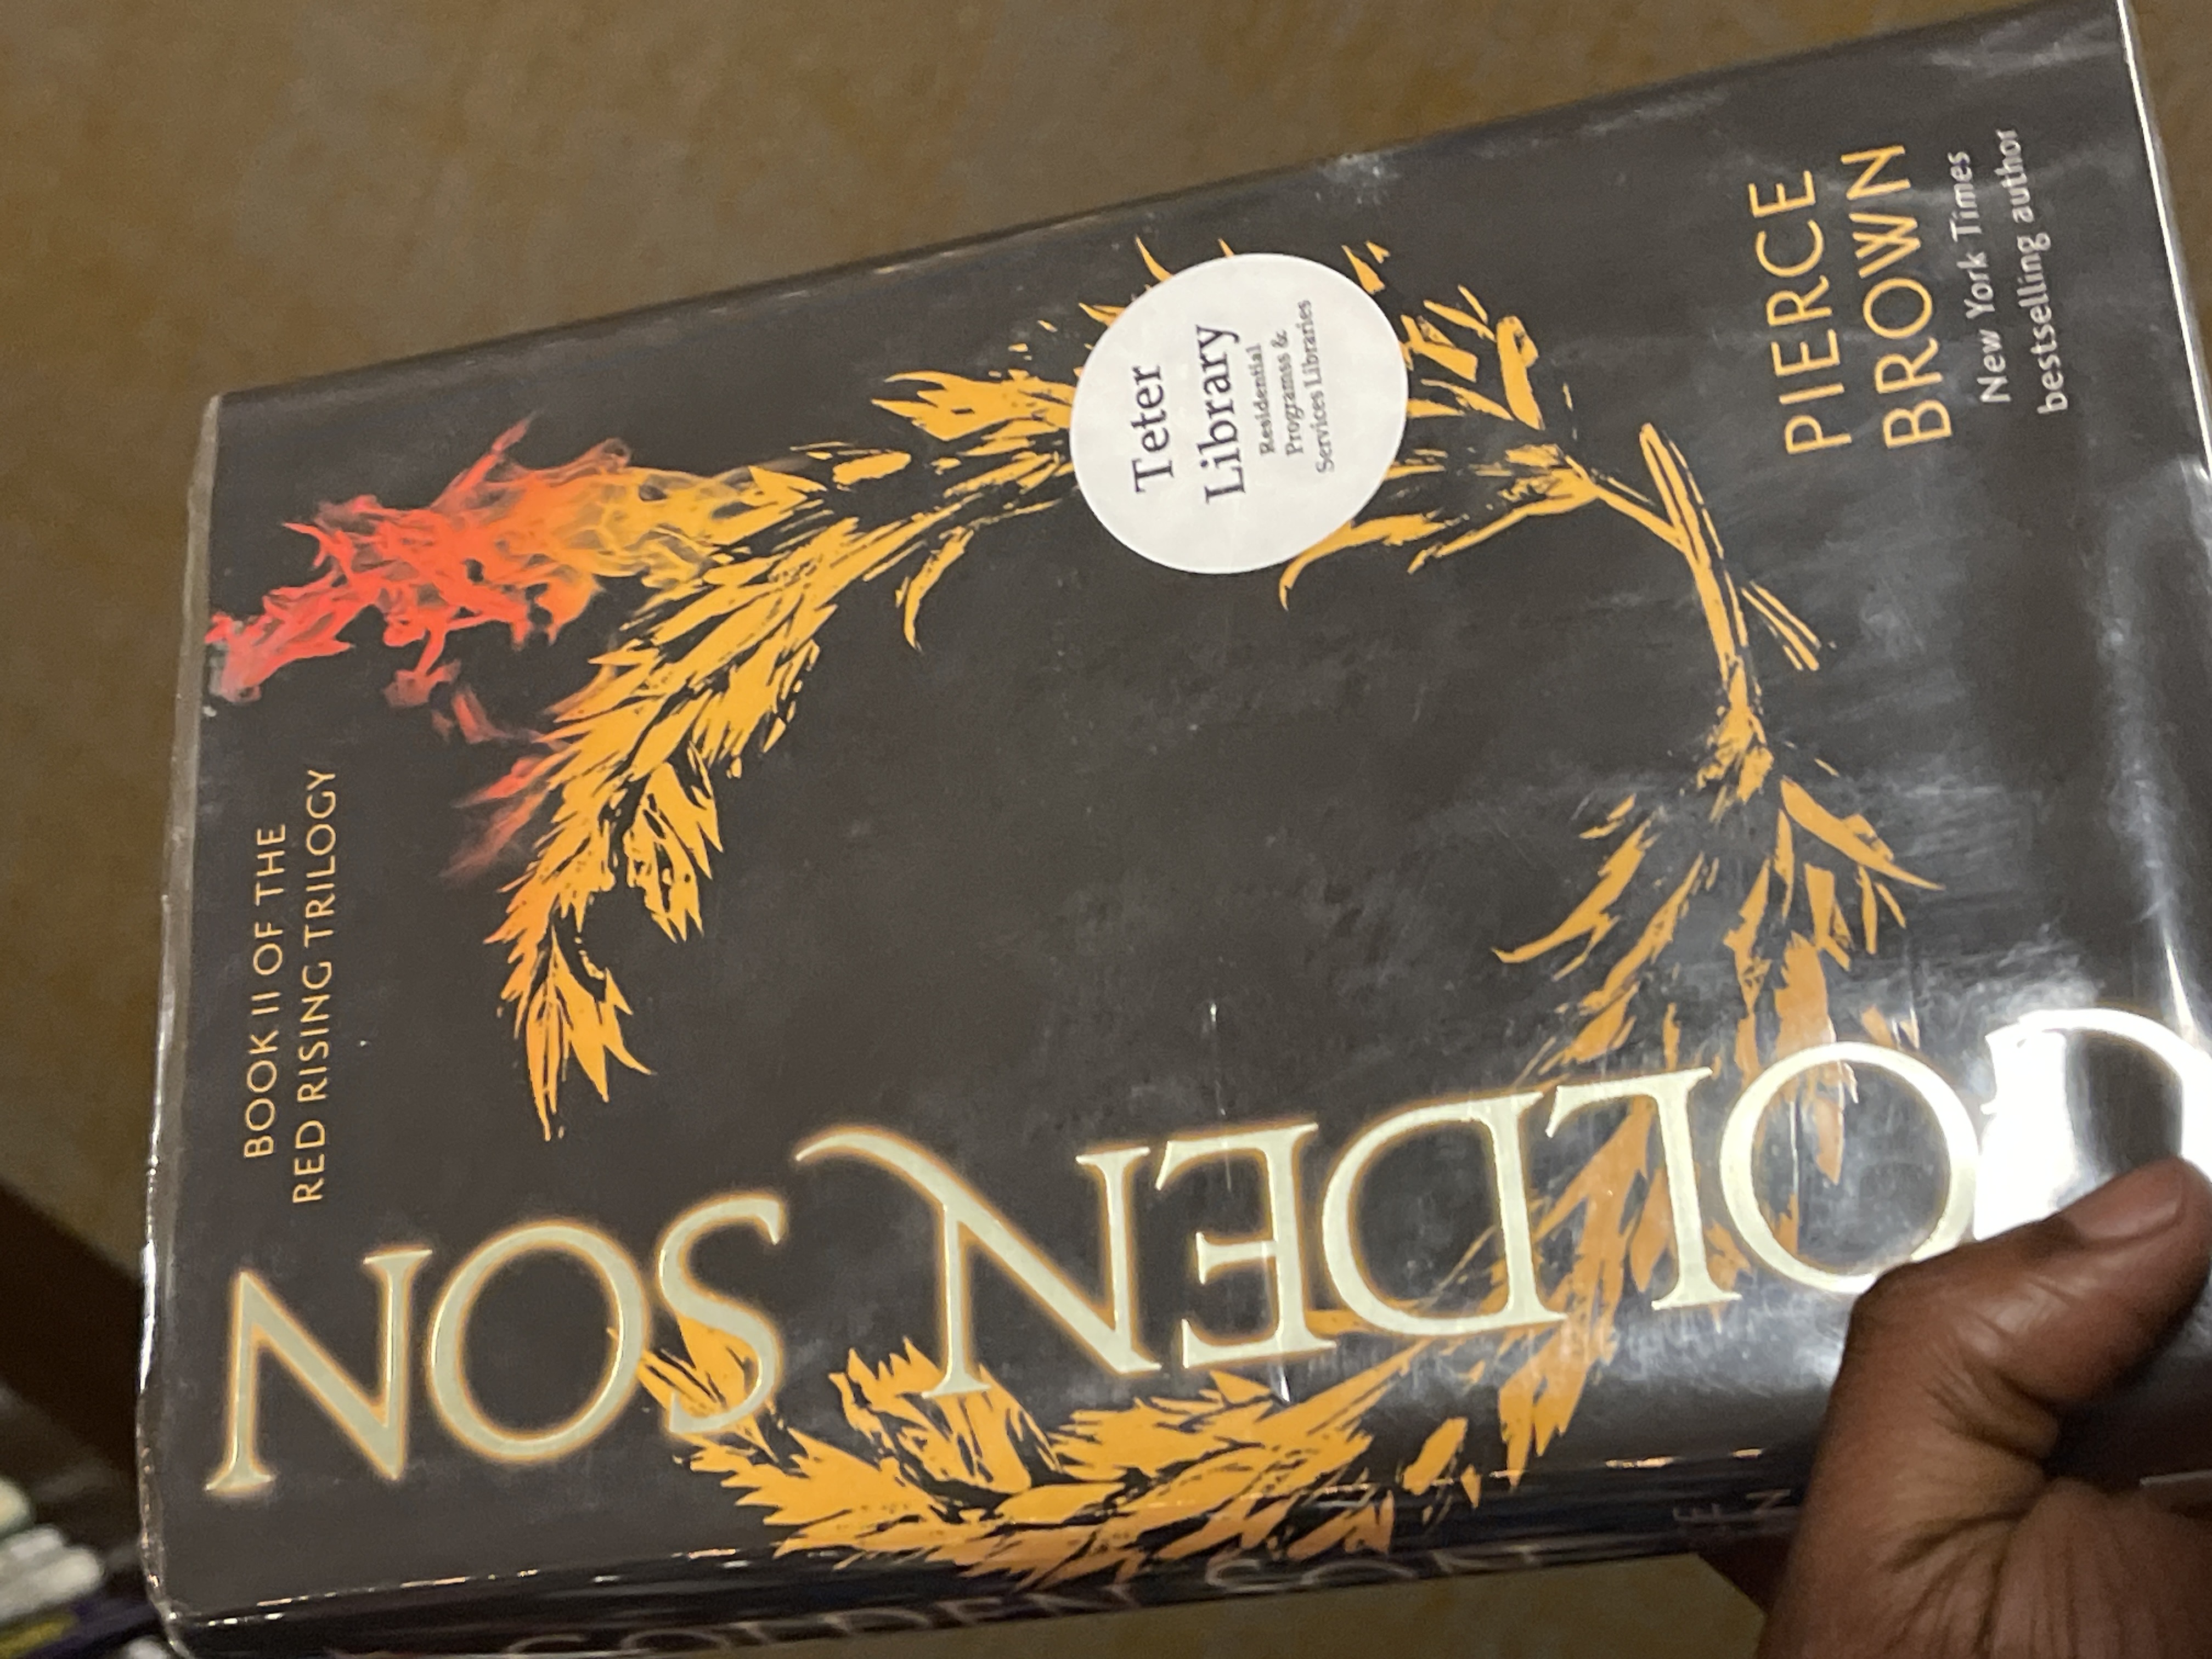 BOOK II OF THE
RED RISING TRILOGY
GOLDEN SON
Teter
Library
Residential
Programss &
Services Libraries
PIERCE
BROWN
New York Times
bestselling author